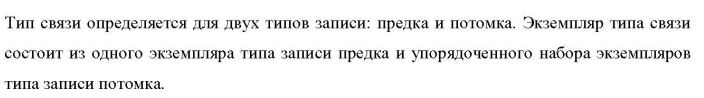 Тип связи определяется для двух типов записи: предка и потомка. Экземпляр типа связи
состоит из одного экземпляра типа записи предка и упорядоченного набора экземпляров
типа записи потомка.